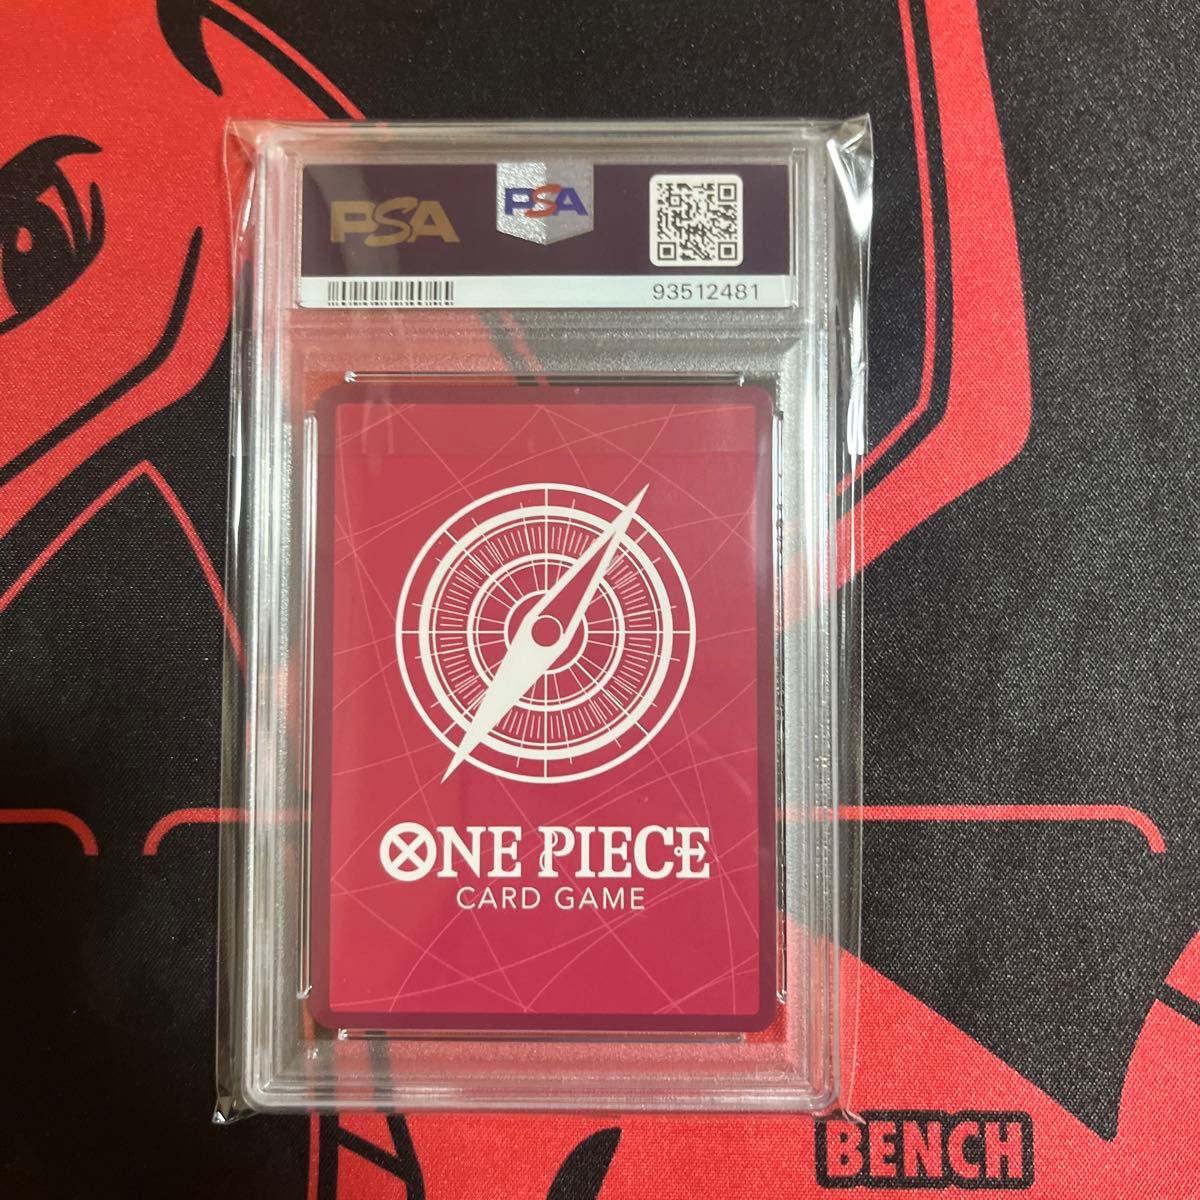 PSA
PSA
93512481
ONE PIECE
CARD GAME
BENCH